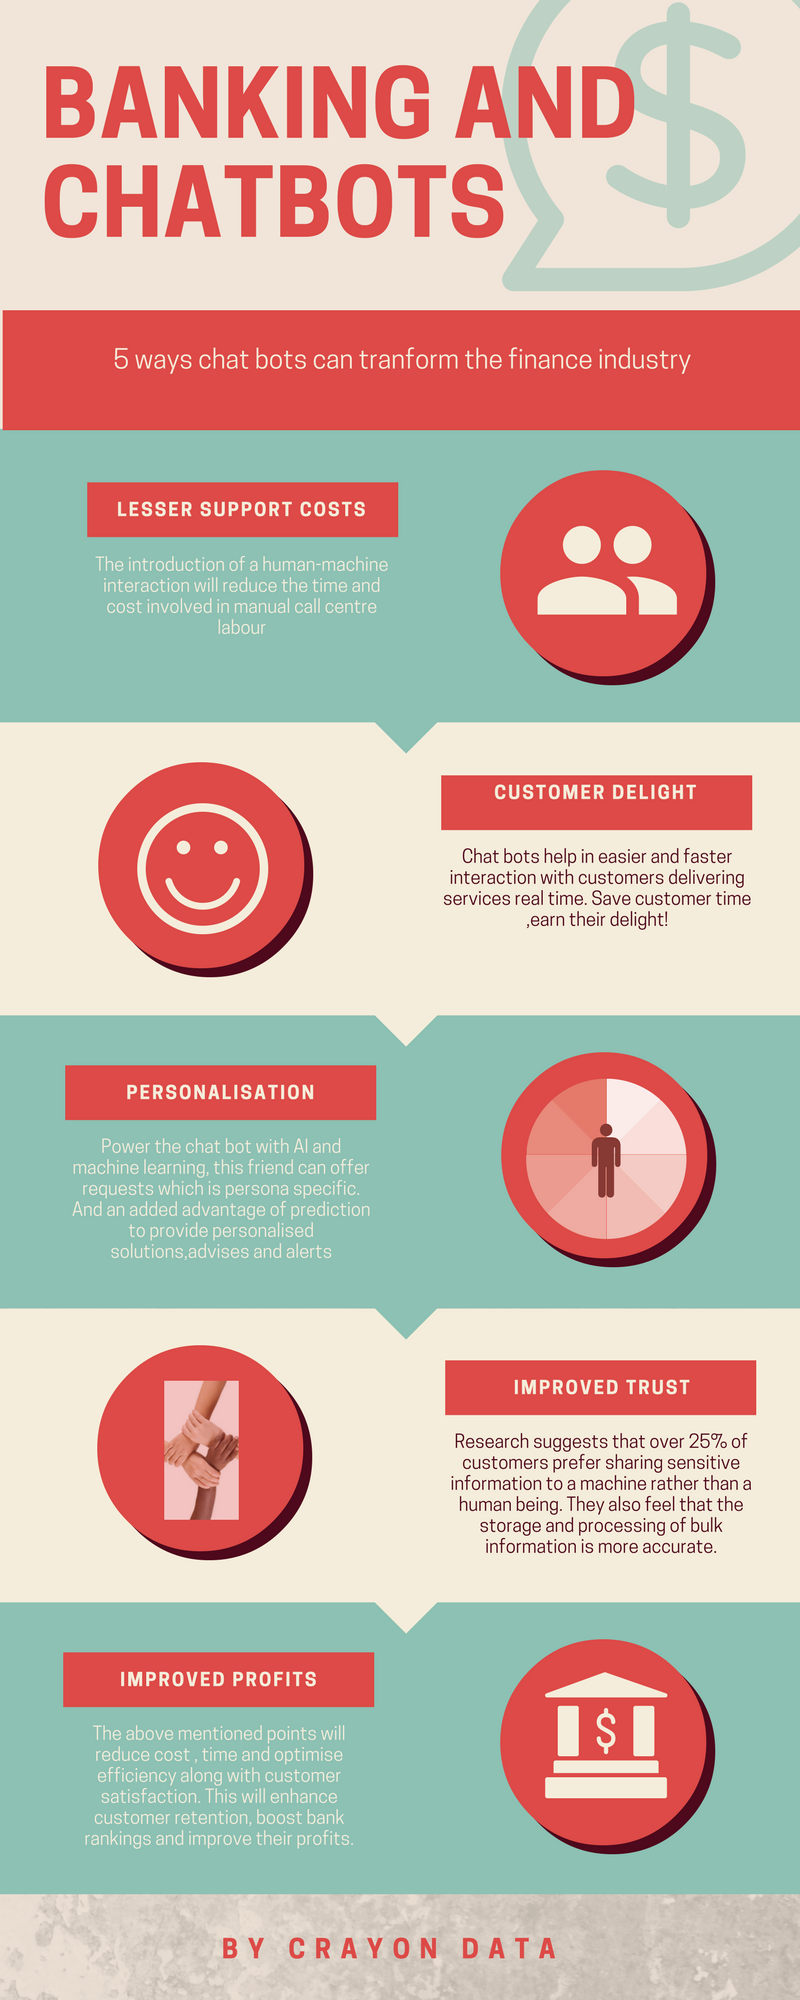 BANKING AND
CHATBOTS
5 ways chat bots can tranform the finance industry
LESSER SUPPORT COSTS
The introduction of a human-machine
interaction will reduce the time and
cost involved in manual call centre
labour
CUSTOMER DELIGHT
Chat bots help in easier and faster
interaction with customers delivering
services real time. Save customer time
,earn their delight!
PERSONALISATION
Power the chat bot with AI and
machine learning, this friend can offer
requests which is persona specific.
And an added advantage of prediction
to provide personalised
solutions,advises and alerts
IMPROVED TRUST
Research suggests that over 25% of
customers prefer sharing sensitive
information to a machine rather than a
human being. They also feel that the
storage and processing of bulk
information is more accurate.
IMPROVED PROFITS
The above mentioned points will
reduce cost , time and optimise
efficiency along with customer
satisfaction. This will enhance
customer retention, boost bank
rankings and improve their profits.
BY CRAYON DATA